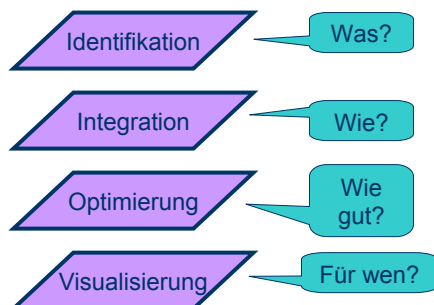 Identifikation
Was?
Integration
Wie?
Optimierung
Wie
gut?
Visualisierung
Für wen?